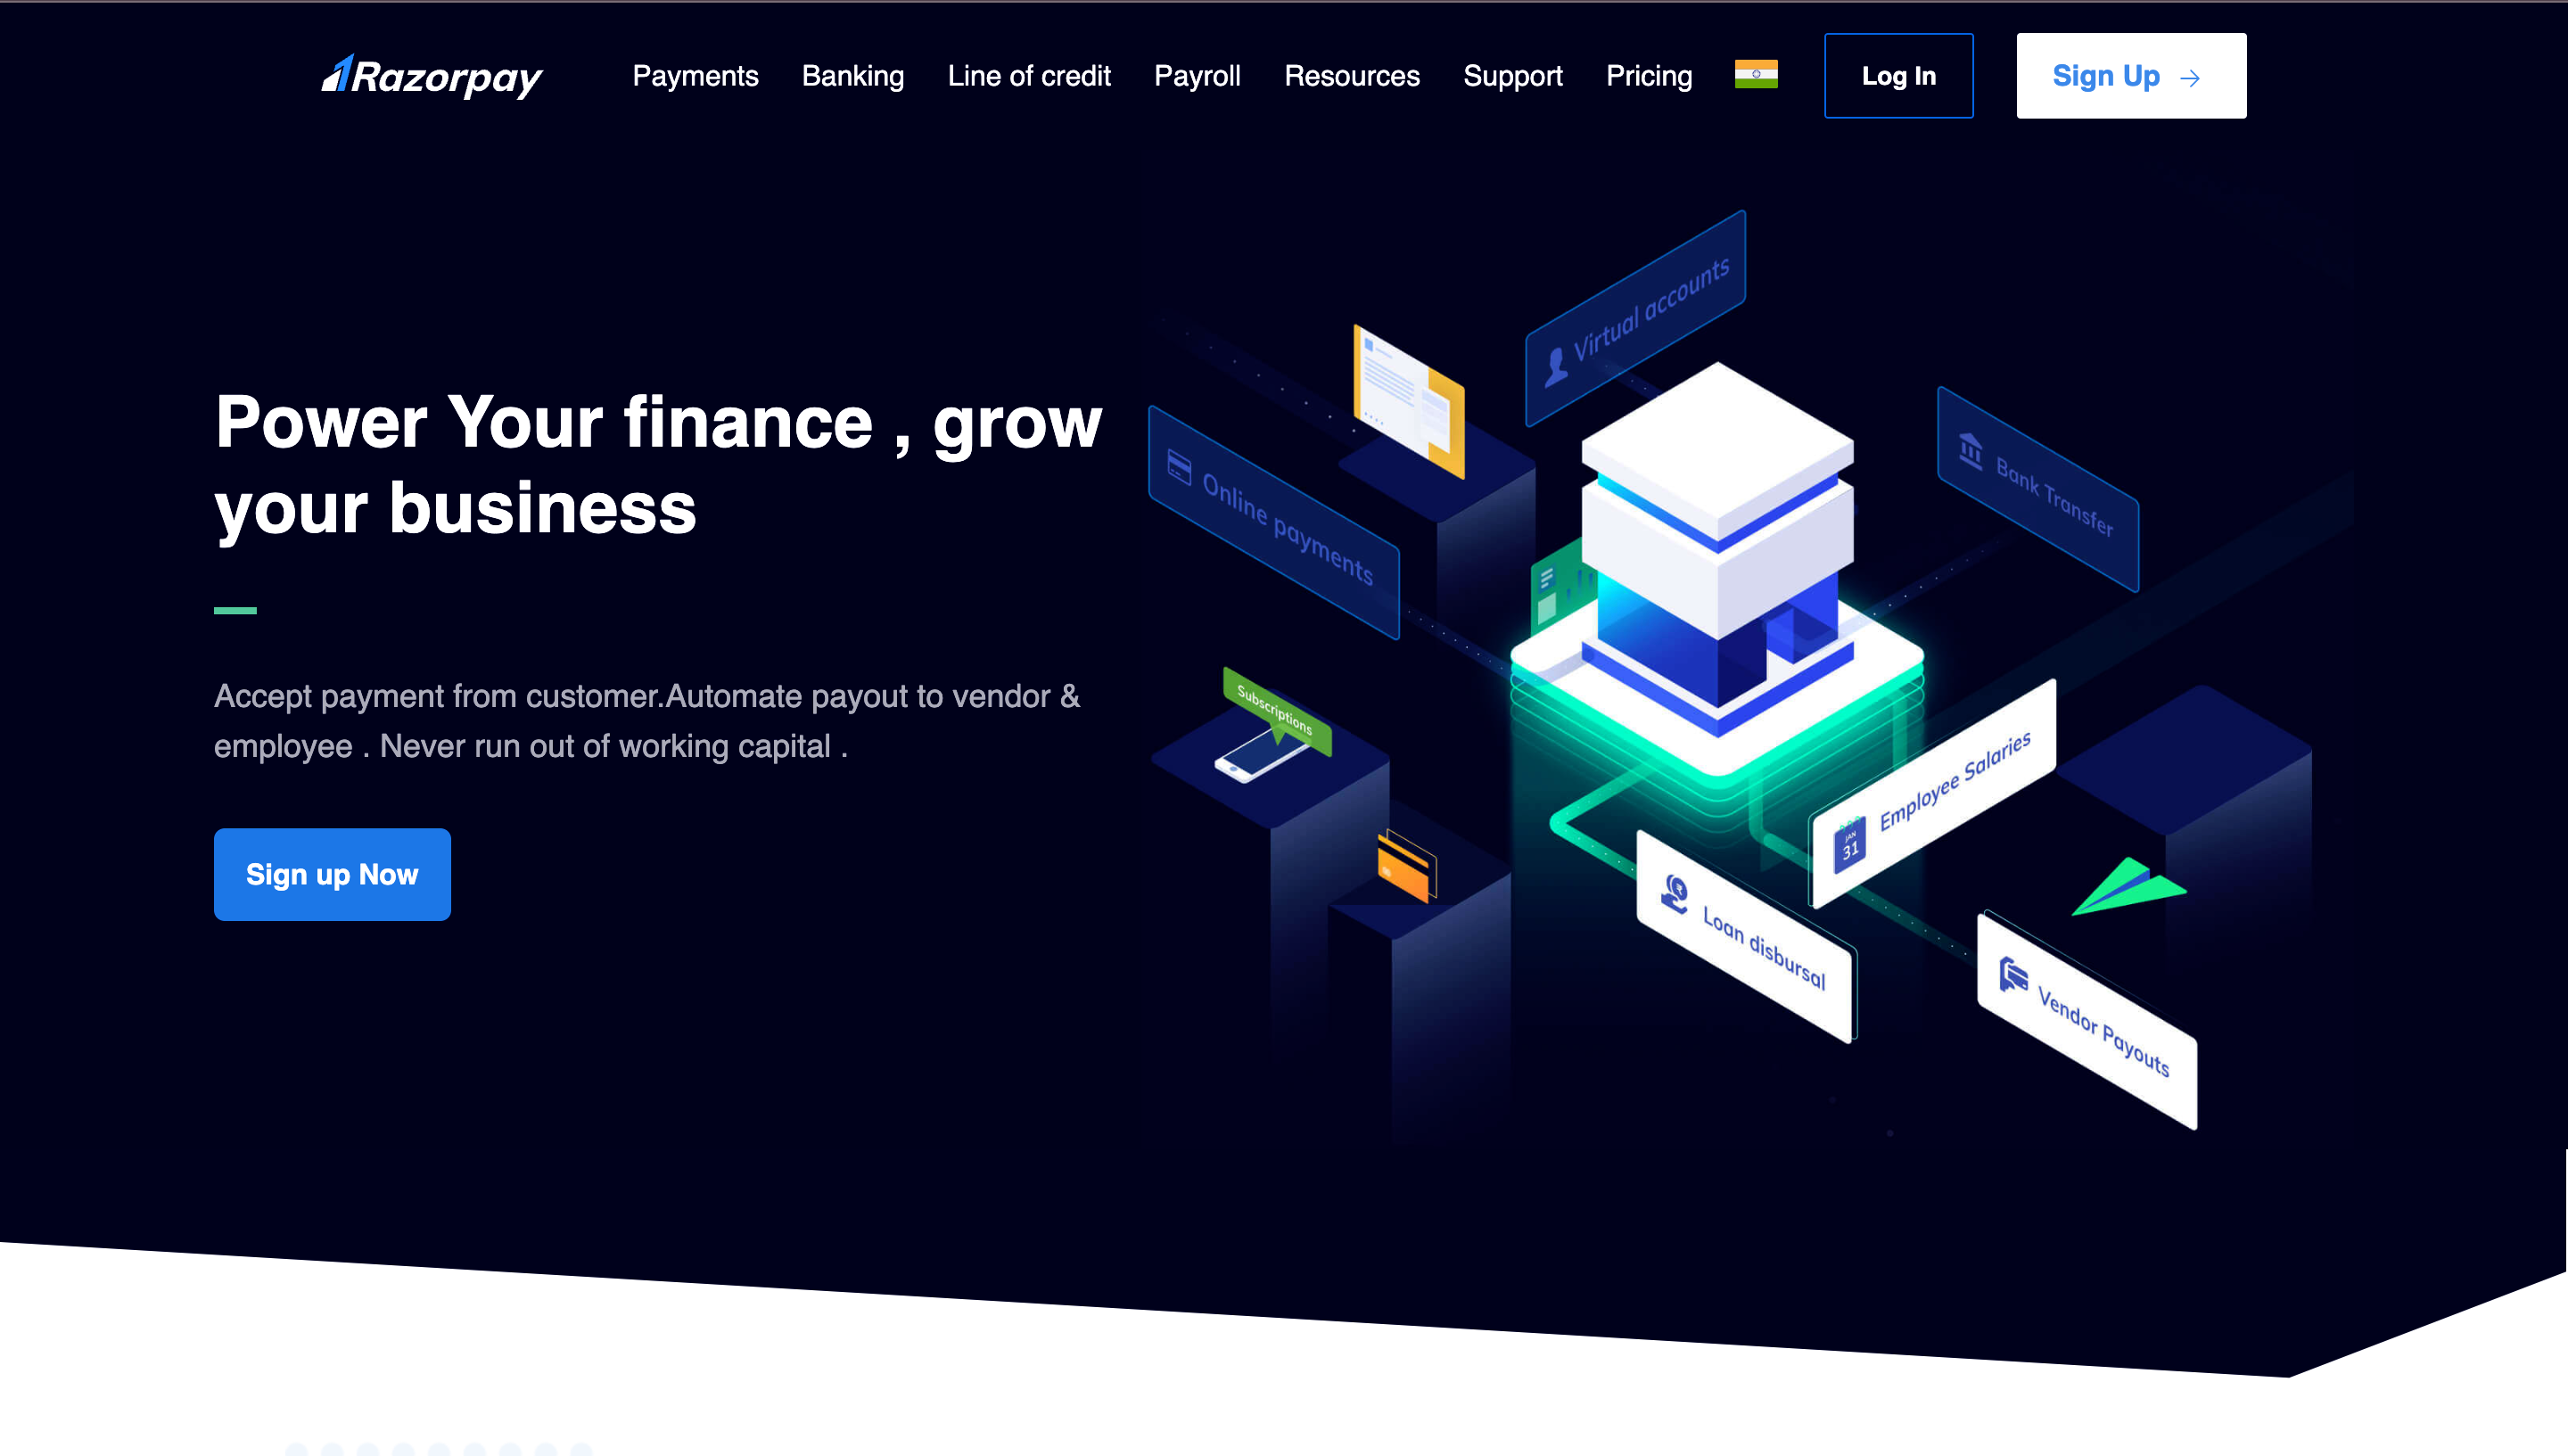 Razorpay
Payments
Banking
Line of credit
Payroll
Resources
Support
Pricing
Log In
Sign Up
Power Your finance , grow
your business
Accept payment from customer.Automate payout to vendor &
employee . Never run out of working capital .
Sign up Now
Virtual accounts
Online payments
Bank Transfer
Subscriptions
Employee Salaries
JAN
31
Loan disbursal
Vendor Payouts